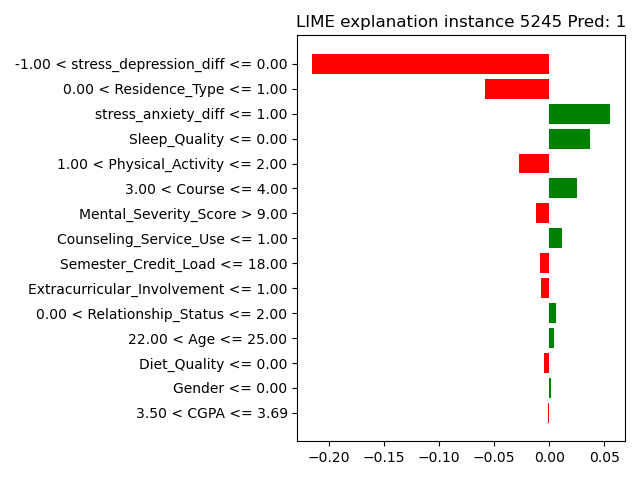 LIME explanation instance 5245 Pred: 1
-1.00 < stress_depression_diff <= 0.00
0.00 < Residence_Type <= 1.00
stress_anxiety_diff <= 1.00
Sleep_Quality <= 0.00
1.00 < Physical_Activity <= 2.00
3.00 < Course <= 4.00
Mental_Severity_Score > 9.00
Counseling_Service_Use <= 1.00
Semester_Credit_Load <= 18.00
Extracurricular_Involvement <= 1.00
0.00 < Relationship_Status <= 2.00
22.00 < Age <= 25.00
Diet_Quality <= 0.00
Gender <= 0.00
3.50 < CGPA <= 3.69
−0.20 −0.15 −0.10 −0.05 0.00 0.05